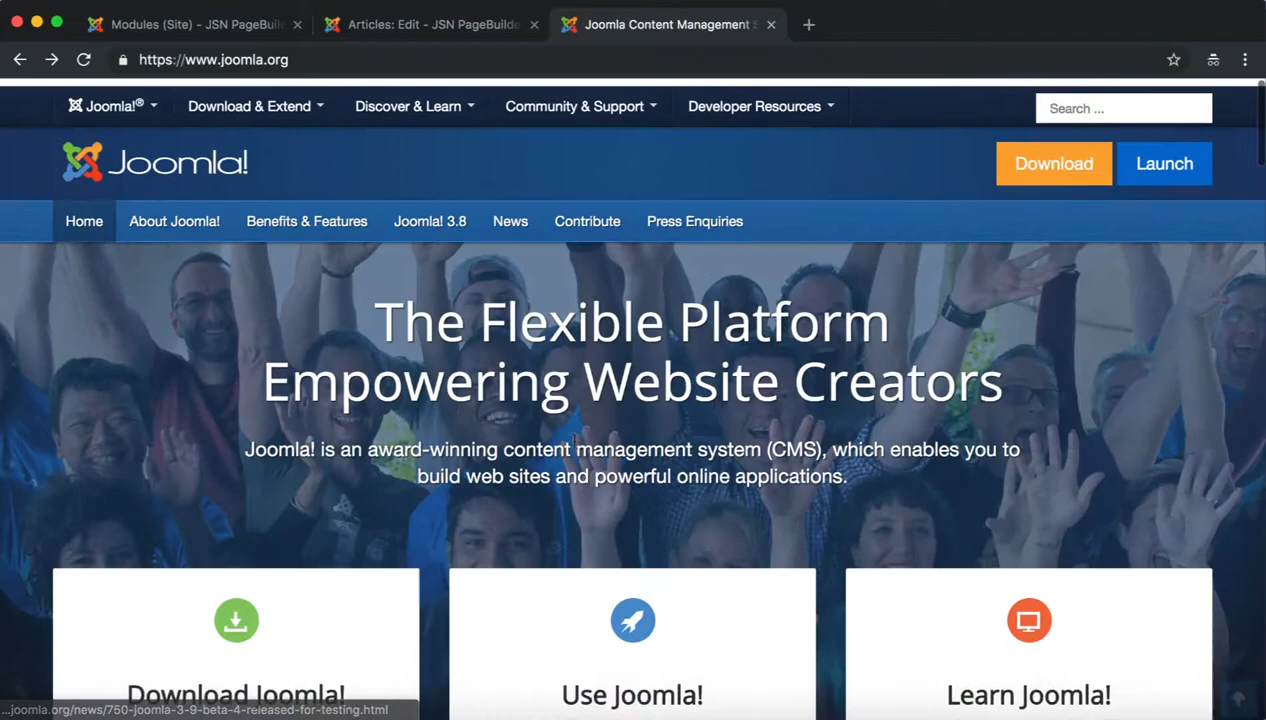 Modules (Site) - JSN PageBuil
Articles: Edit - JSN PageBuilde
Joomla Content Management S
https://www.joomla.org
Joomla!® Download & Extend Discover & Learn Community & Support Developer Resources Search ...
Joomla! Download Launch
Home About Joomla! Benefits & Features Joomla! 3.8 News Contribute Press Enquiries
The Flexible Platform
Empowering Website Creators
Joomla! is an award-winning content management system (CMS), which enables you to
build web sites and powerful online applications.
Download Joomla! Use Joomla! Learn Joomla!
...joomla.org/news/750-joomla-3-9-beta-4-released-for-testing.html